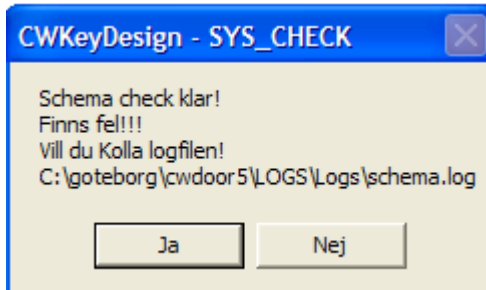 CWKeyDesign - SYS_CHECK
Schema check klar!
Finns fel!!!
Vill du Kolla logfilen!
C:\goteborg\cwdoor5\LOGS\Logs\schema.log
Ja
Nej